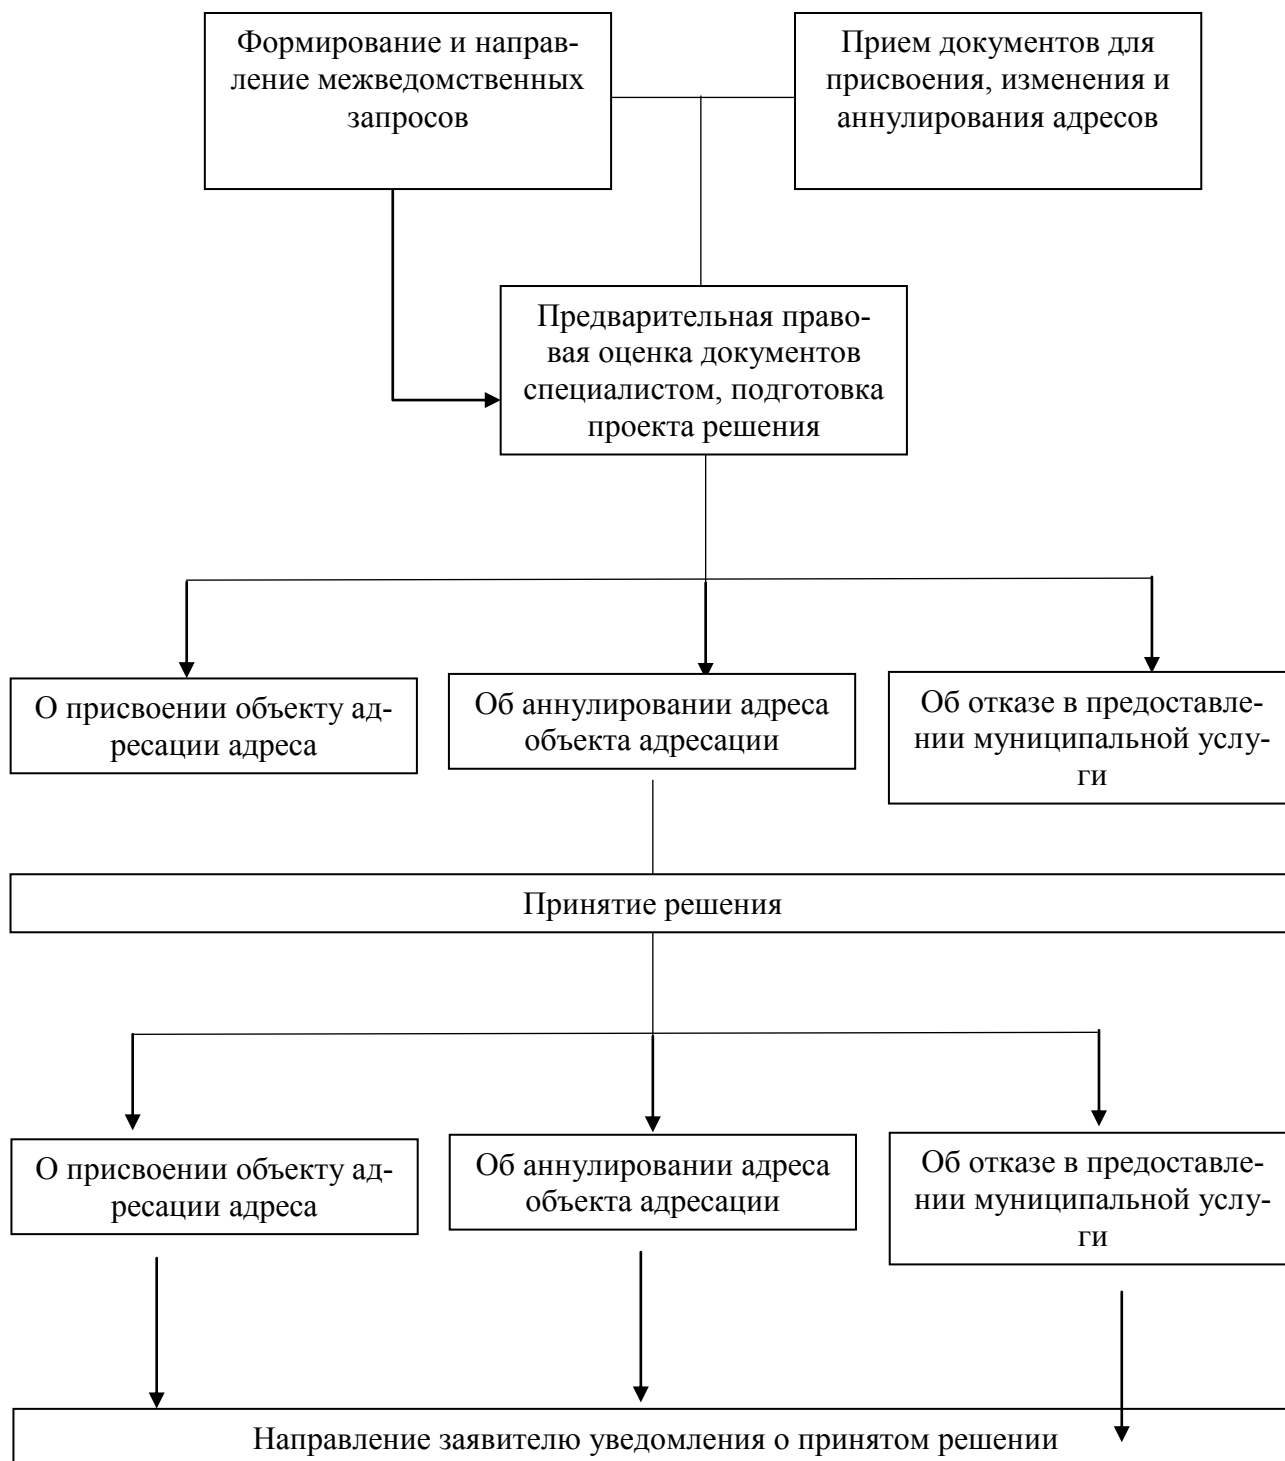 Формирование и направ-
ление межведомственных
запросов
Прием документов для
присвоения, изменения и
аннулирования адресов
Предварительная право-
вая оценка документов
специалистом, подготовка
проекта решения
О присвоении объекту ад-
ресации адреса
Об аннулировании адреса
объекта адресации
Об отказе в предоставле-
нии муниципальной услу-
ги
Принятие решения
О присвоении объекту ад-
ресации адреса
Об аннулировании адреса
объекта адресации
Об отказе в предоставле-
нии муниципальной услу-
ги
Направление заявителю уведомления о принятом решении